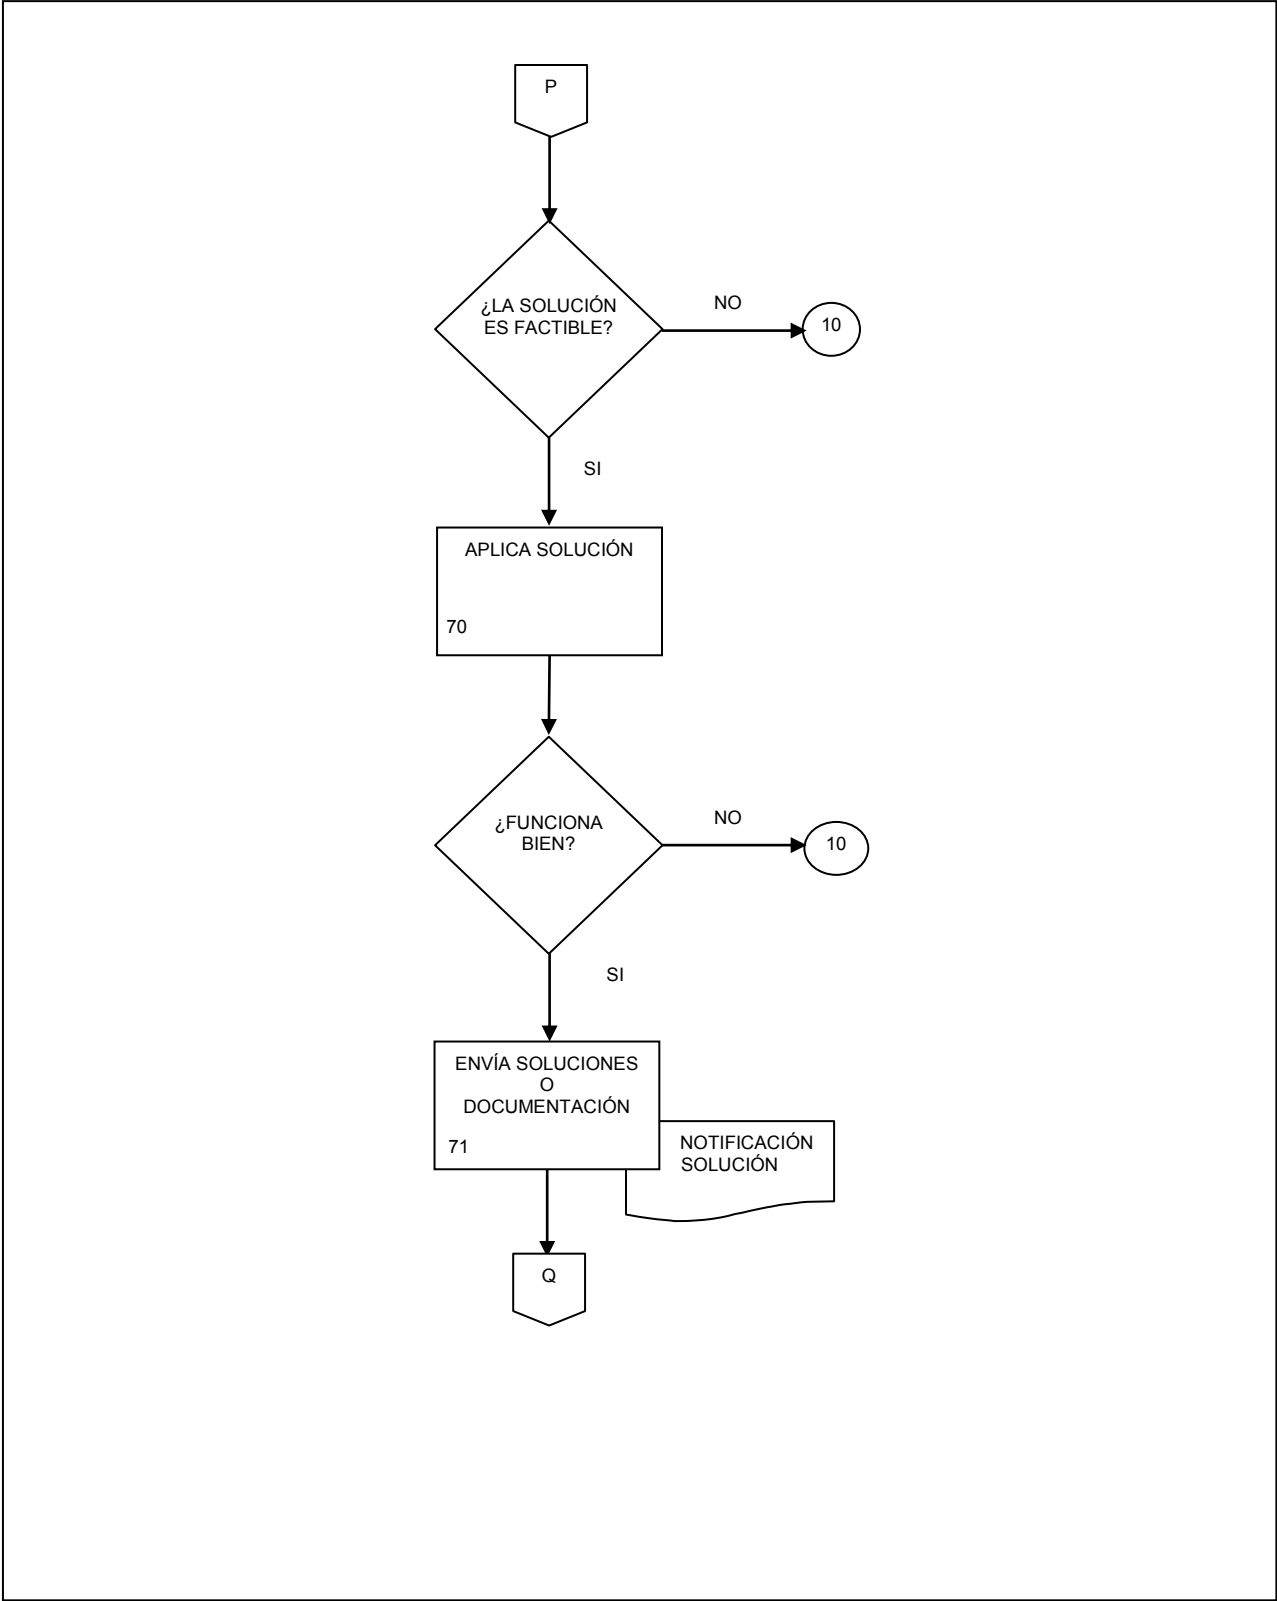 P
¿LA SOLUCIÓN
ES FACTIBLE?
NO
10
SI
APLICA SOLUCIÓN
70
¿FUNCIONA
BIEN?
NO
10
SI
ENVÍA SOLUCIONES
O
DOCUMENTACIÓN
71
NOTIFICACIÓN
SOLUCIÓN
Q